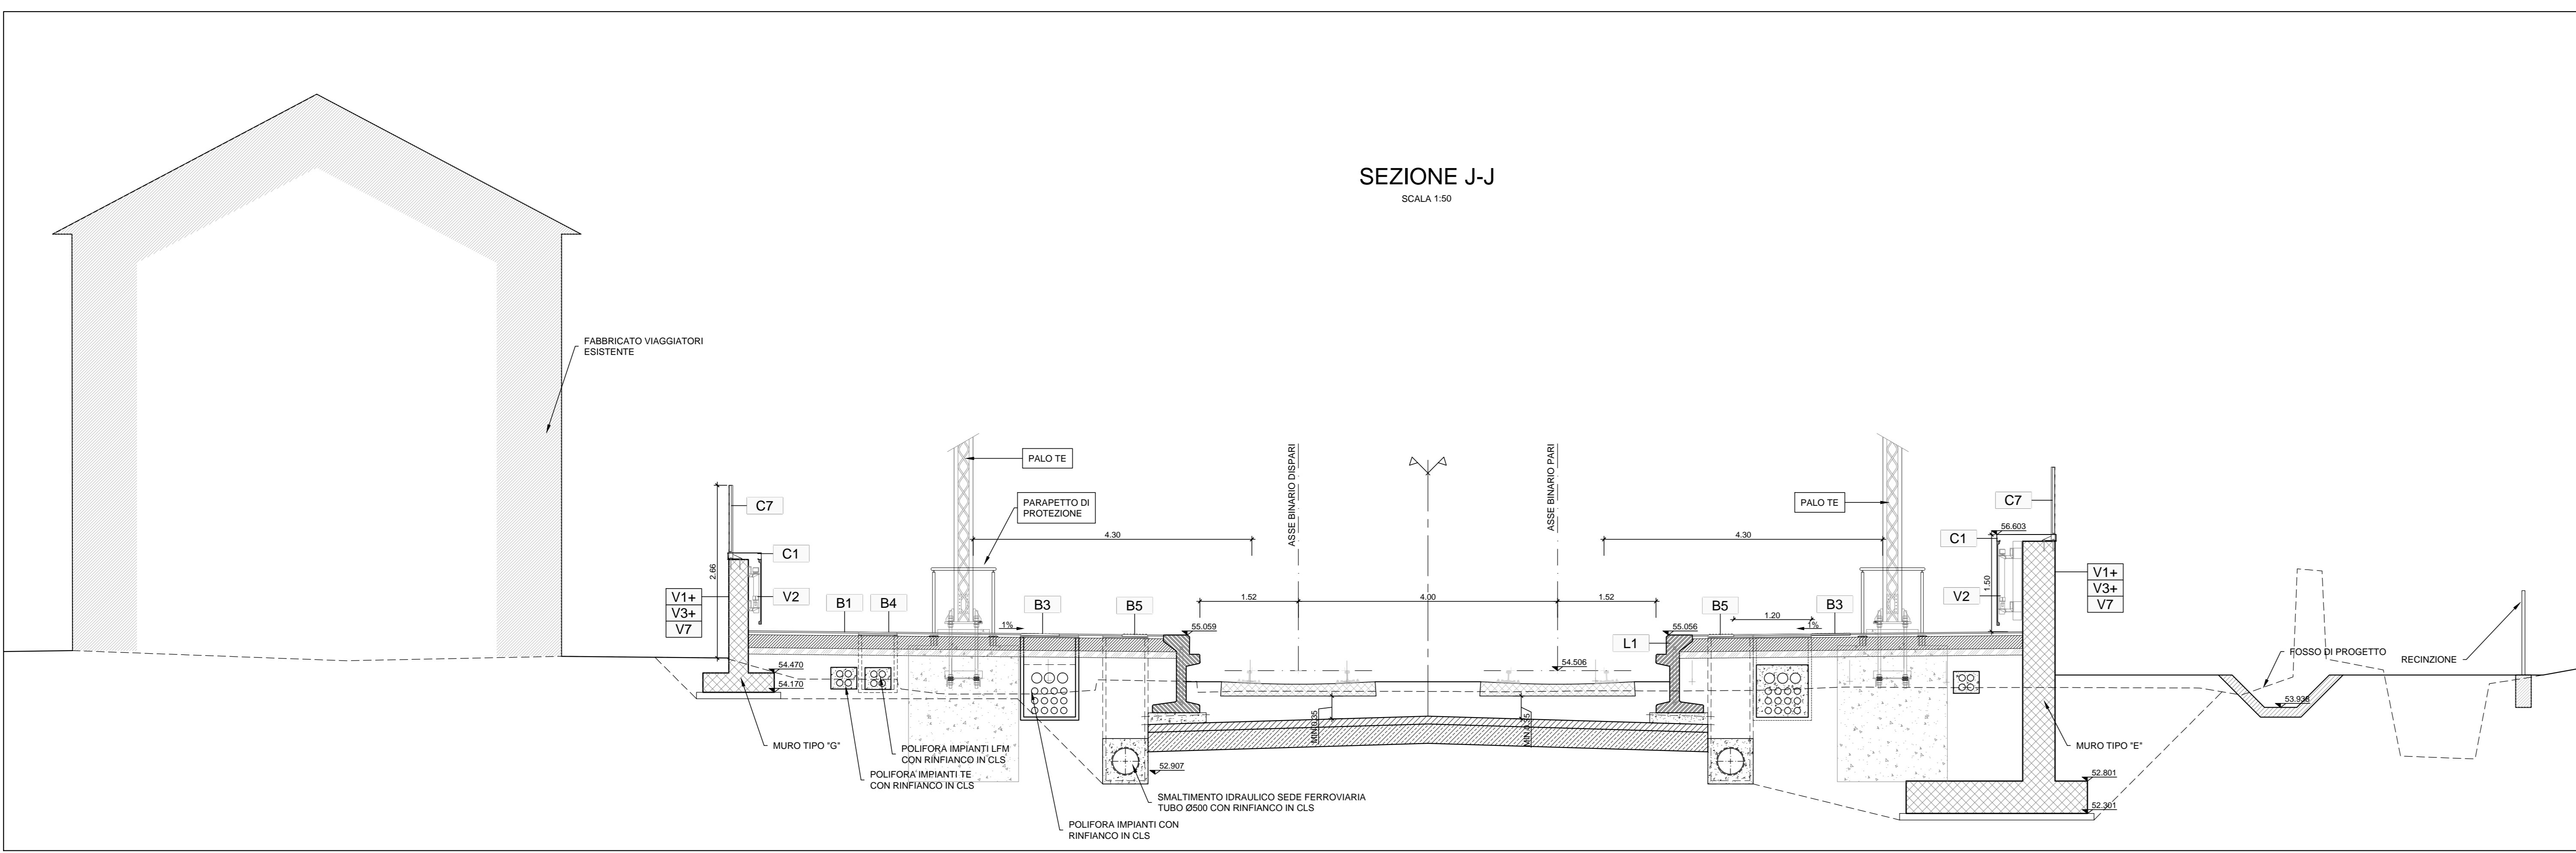 SEZIONE J-J
SCALA 1:50
FABBRICATO VIAGGIATORI
ESISTENTE
C7
C1
2.66
V1+
V3+
V7
V2
B1
B4
PALO TE
PARAPETTO DI
PROTEZIONE
4.30
1%
B3
B5
55.059
54.470
54.170
MURO TIPO "G"
POLIFORA IMPIANTI LFM
CON RINFIANCO IN CLS
POLIFORA IMPIANTI TE
CON RINFIANCO IN CLS
POLIFORA IMPIANTI CON
RINFIANCO IN CLS
52.907
SMALTIMENTO IDRAULICO SEDE FERROVIARIA
TUBO Ø500 CON RINFIANCO IN CLS
ASSE BINARIO DISPARI
ASSE BINARIO PARI
1.52
4.00
1.52
54.506
MIN.0.35
MIN.0.35
4.30
PALO TE
55.056
L1
B5
1.20
B3
1%
C7
56.603
C1
1.50
V2
V1+
V3+
V7
MURO TIPO "E"
52.801
52.301
FOSSO DI PROGETTO
53.938
RECINZIONE